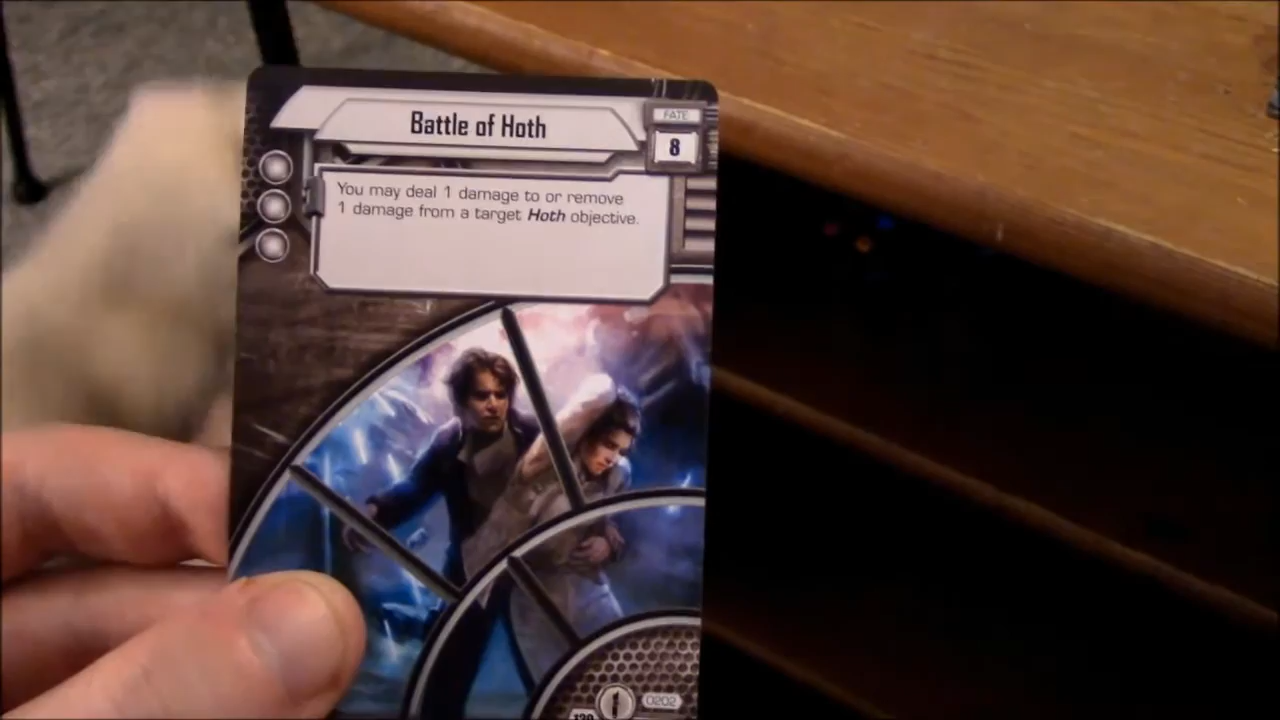 Battle of Hoth
FATE
8
You may deal 1 damage to or remove
1 damage from a target Hoth objective.
0202